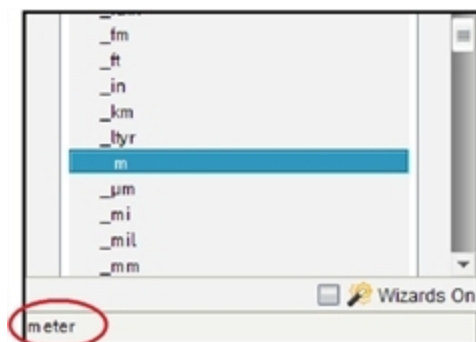 _fm
_ft
_in
_km
_ltyr
_m
_µm
_mi
_mil
_mm
Wizards On
meter